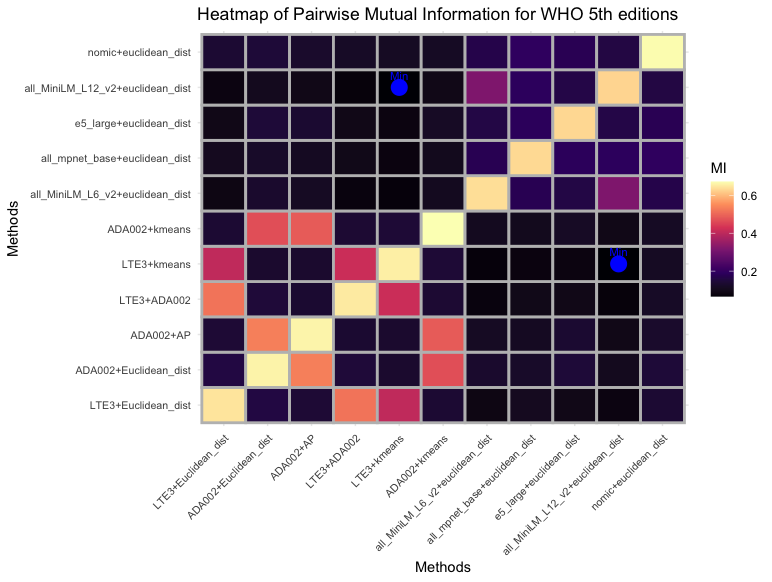 Heatmap of Pairwise Mutual Information for WHO 5th editions
Methods
nomic+euclidean_dist
all_MiniLM_L12_v2+euclidean_dist
e5_large+euclidean_dist
all_mpnet_base+euclidean_dist
all_MiniLM_L6_v2+euclidean_dist
ADA002+kmeans
LTE3+kmeans
LTE3+ADA002
ADA002+AP
ADA002+Euclidean_dist
LTE3+Euclidean_dist
Min
Min
LTE3+Euclidean_dist
ADA002+Euclidean_dist
ADA002+AP
LTE3+ADA002
LTE3+kmeans
ADA002+kmeans
all_MiniLM_L6_v2+euclidean_dist
all_mpnet_base+euclidean_dist
e5_large+euclidean_dist
all_MiniLM_L12_v2+euclidean_dist
nomic+euclidean_dist
Methods
MI
0.6
0.4
0.2